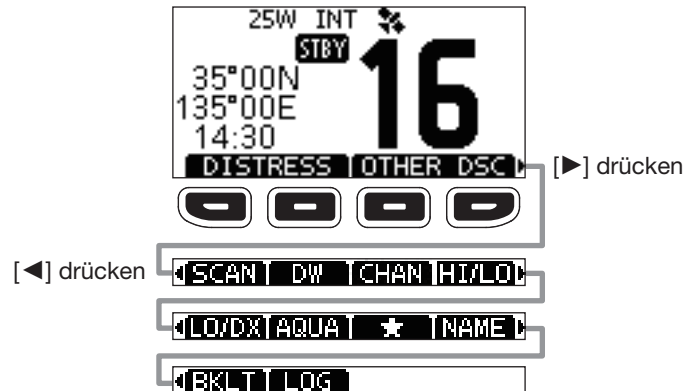 25W INT
STBY
16
35°00N
135°00E
14:30
DISTRESS OTHER DSC
[▶] drücken
[◀] drücken
SCAN DW CHAN HI/LO
LO/DX AQUA ★ NAME
BKLT LOG